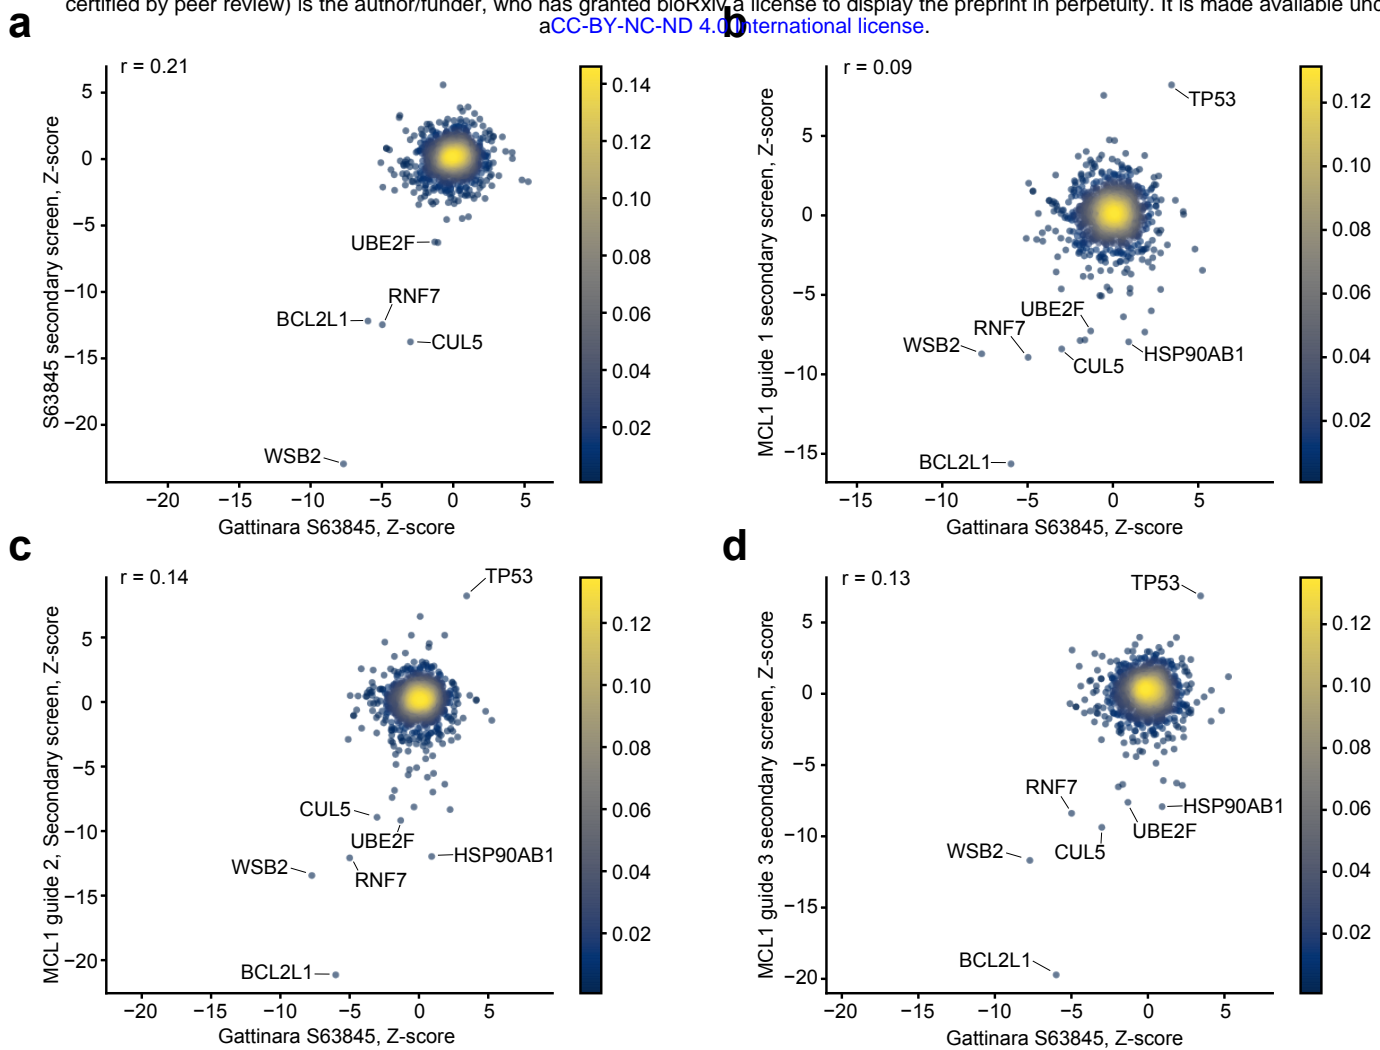 certified by peer review) is the author/funder, who has granted bioRxiv a license to display the preprint in perpetuity. It is made available
aCC-BY-NC-ND 4.0 International license.
a
r = 0.21
S63845 secondary screen, Z-score
5
0
−5
−10
−15
−20
UBE2F
RNF7
BCL2L1
CUL5
WSB2
−20 −15 −10 −5 0 5
Gattinara S63845, Z-score
0.14
0.12
0.10
0.08
0.06
0.04
0.02
b
r = 0.09
MCL1 guide 1 secondary screen, Z-score
5
0
−5
−10
−15
TP53
UBE2F
RNF7
WSB2
HSP90AB1
CUL5
BCL2L1
−15 −10 −5 0 5
Gattinara S63845, Z-score
0.12
0.10
0.08
0.06
0.04
0.02
c
r = 0.14
MCL1 guide 2, Secondary screen, Z-score
5
0
−5
−10
−15
−20
TP53
CUL5
UBE2F
HSP90AB1
WSB2
RNF7
BCL2L1
−20 −15 −10 −5 0 5
Gattinara S63845, Z-score
0.12
0.10
0.08
0.06
0.04
0.02
d
r = 0.13
MCL1 guide 3 secondary screen, Z-score
5
0
−5
−10
−15
−20
TP53
RNF7
HSP90AB1
UBE2F
CUL5
WSB2
BCL2L1
−20 −15 −10 −5 0 5
Gattinara S63845, Z-score
0.12
0.10
0.08
0.06
0.04
0.02